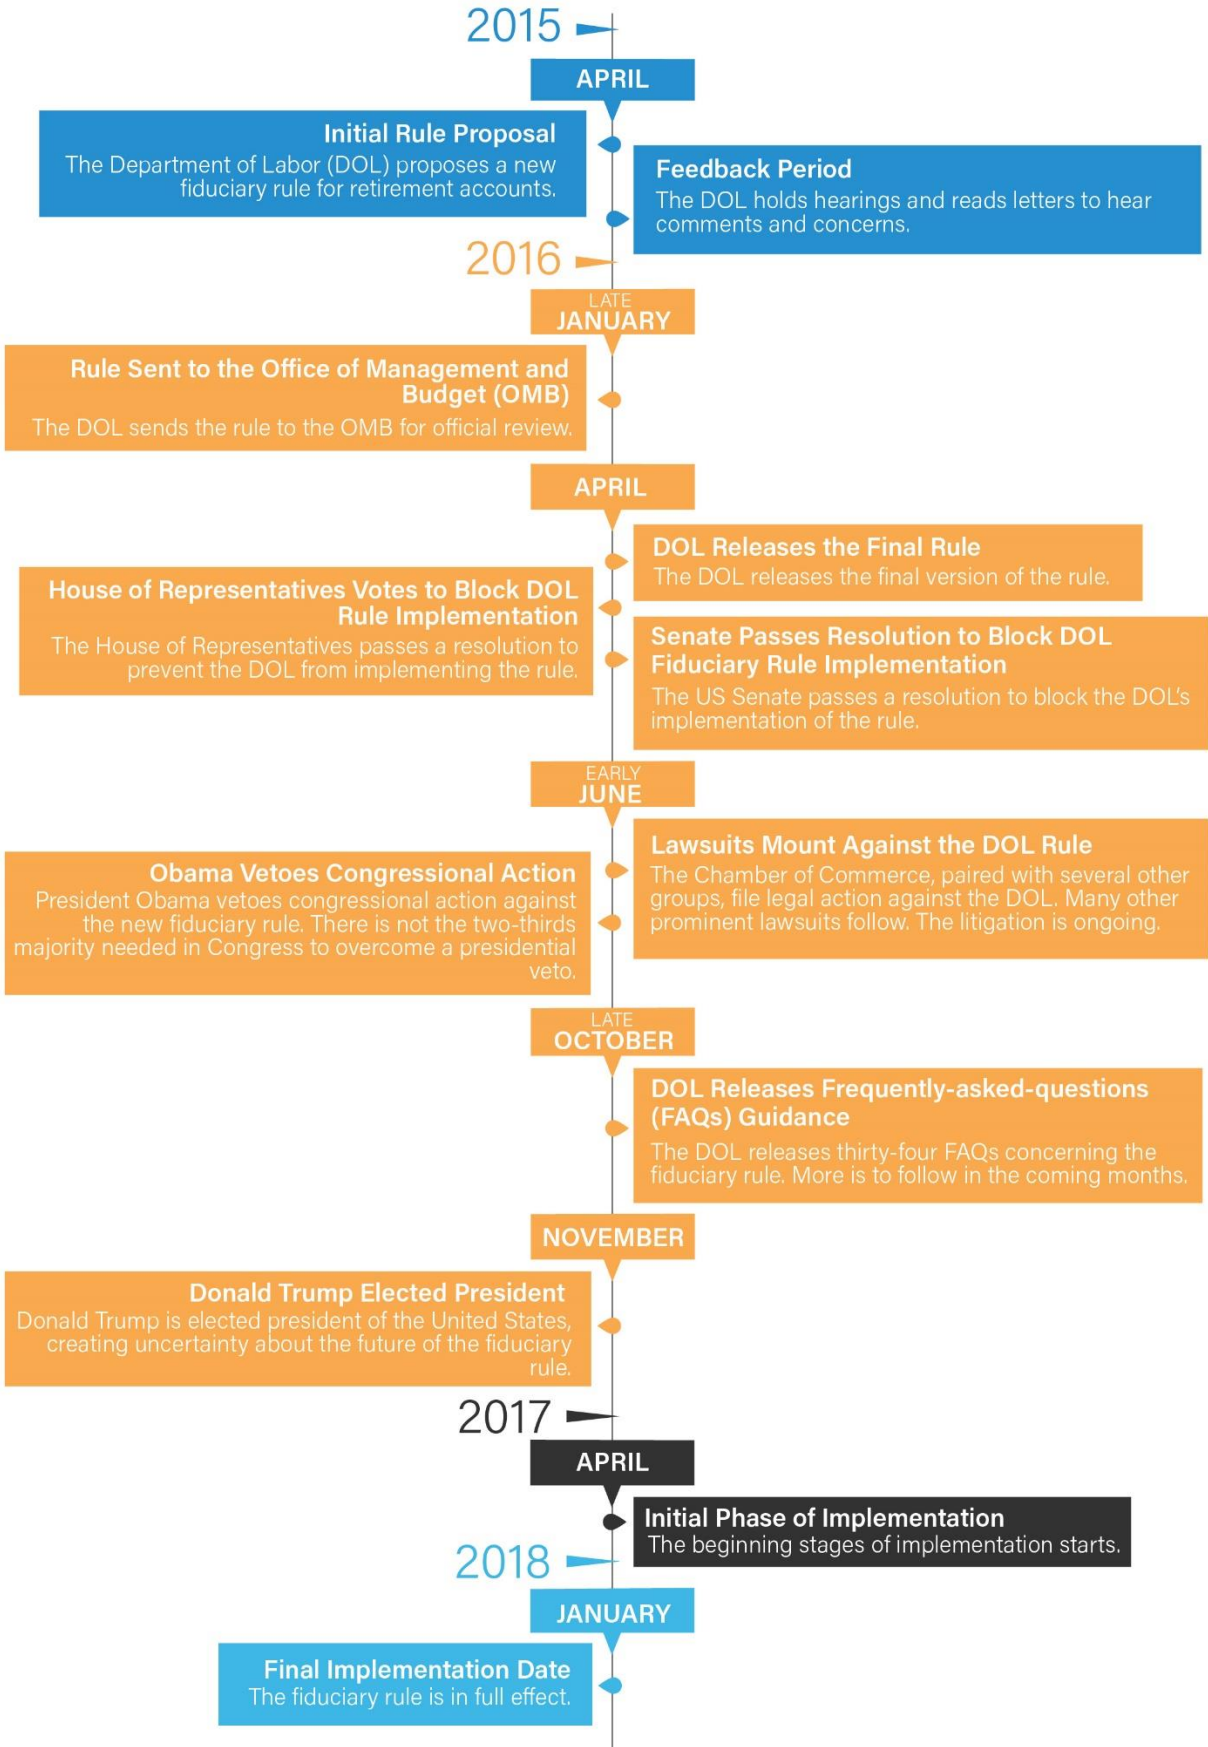 2015
APRIL
Initial Rule Proposal
The Department of Labor (DOL) proposes a new
fiduciary rule for retirement accounts.
Feedback Period
The DOL holds hearings and reads letters to hear
comments and concerns.
2016
LATE
JANUARY
Rule Sent to the Office of Management and
Budget (OMB)
The DOL sends the rule to the OMB for official review.
APRIL
DOL Releases the Final Rule
The DOL releases the final version of the rule.
House of Representatives Votes to Block DOL
Rule Implementation
The House of Representatives passes a resolution to
prevent the DOL from implementing the rule.
Senate Passes Resolution to Block DOL
Fiduciary Rule Implementation
The US Senate passes a resolution to block the DOL's
implementation of the rule.
EARLY
JUNE
Lawsuits Mount Against the DOL Rule
The Chamber of Commerce, paired with several other
groups, file legal action against the DOL. Many other
prominent lawsuits follow. The litigation is ongoing.
Obama Vetoes Congressional Action
President Obama vetoes congressional action against
the new fiduciary rule. There is not the two-thirds
majority needed in Congress to overcome a presidential
veto.
LATE
OCTOBER
DOL Releases Frequently-asked-questions
(FAQs) Guidance
The DOL releases thirty-four FAQs concerning the
fiduciary rule. More is to follow in the coming months.
NOVEMBER
Donald Trump Elected President
Donald Trump is elected president of the United States,
creating uncertainty about the future of the fiduciary
rule.
2017
APRIL
Initial Phase of Implementation
The beginning stages of implementation starts.
2018
JANUARY
Final Implementation Date
The fiduciary rule is in full effect.